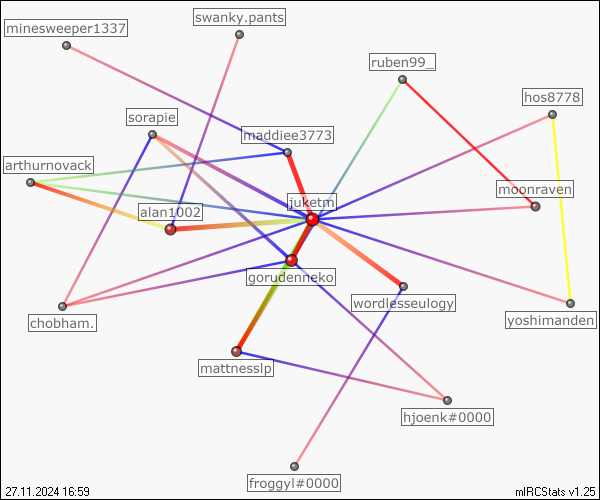 swanky.pants
minesweeper1337
ruben99_
hos8778
sorapie
maddiee3773
arthurnovack
moonraven
juketm
alan1002
gorudenneko
wordlesseulogy
chobham.
yoshimanden
mattnesslp
hjoenk#0000
froggyl#0000
27.11.2024 16:59
mIRCStats v1.25